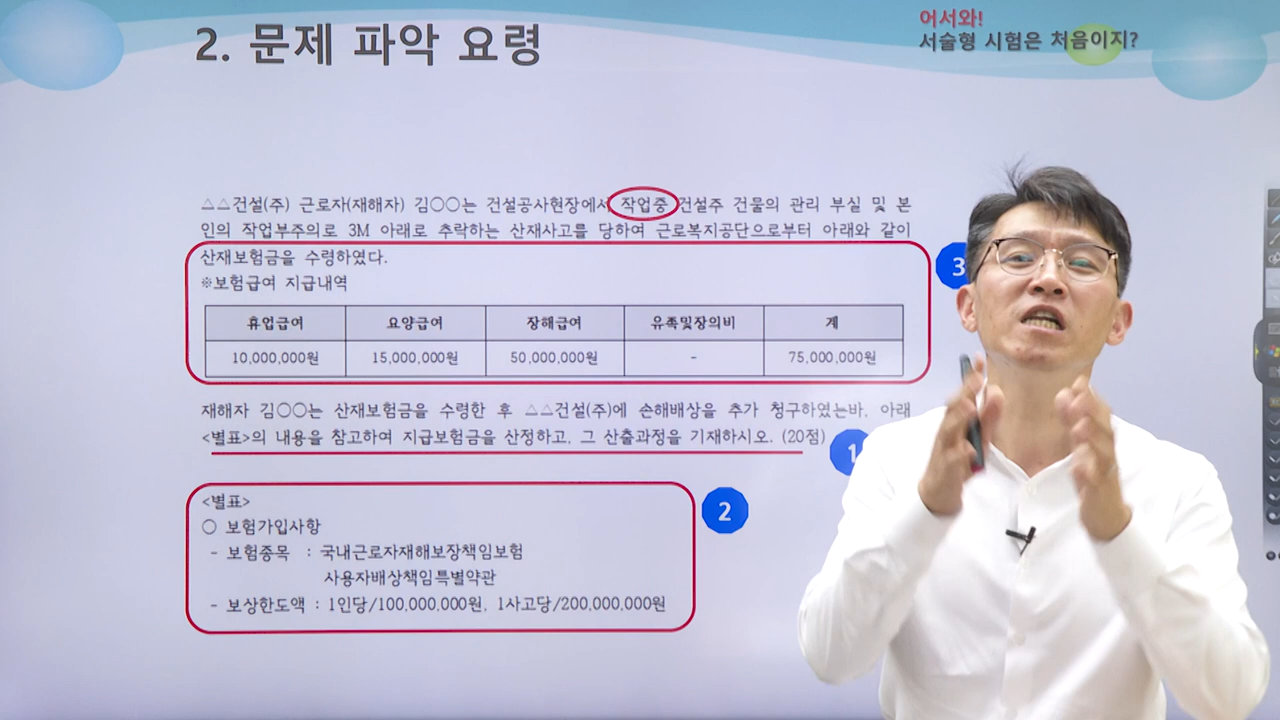 2. 문제 파악 요령
어서와!
서술형 시험은 처음이지?
△△건설(주) 근로자(재해자) 김○○는 건설공사현장에서 작업중 건설주 건물의 관리 부실 및 본
인의 작업부주의로 3M 아래로 추락하는 산재사고를 당하여 근로복지공단으로부터 아래와 같이
산재보험금을 수령하였다.
3
※보험급여 지급내역
휴업급여 요양급여 장해급여 유족및장의비 계
10,000,000원 15,000,000원 50,000,000원 - 75,000,000원
재해자 김○○는 산재보험금을 수령한 후 △△건설(주)에 손해배상을 추가 청구하였는바, 아래
<별표>의 내용을 참고하여 지급보험금을 산정하고, 그 산출과정을 기재하시오. (20점)
1
<별표>
2
○ 보험가입사항
- 보험종목 : 국내근로자재해보장책임보험
사용자배상책임특별약관
- 보상한도액 : 1인당/100,000,000원, 1사고당/200,000,000원